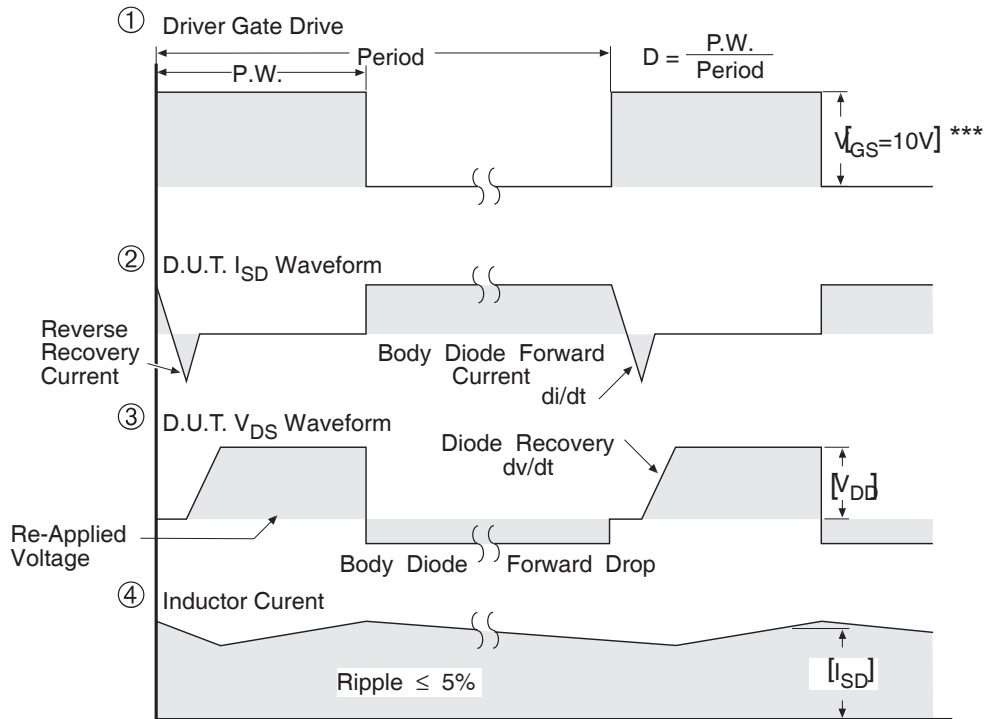 ① Driver Gate Drive
Period
P.W.
D = P.W.
Period
V[GS=10V] ***
② D.U.T. ISD Waveform
Reverse
Recovery
Current
Body Diode Forward
Current
di/dt
③ D.U.T. VDS Waveform
Diode Recovery
dv/dt
[VDD]
Re-Applied
Voltage
Body Diode Forward Drop
④ Inductor Curent
Ripple ≤ 5%
[ISD]